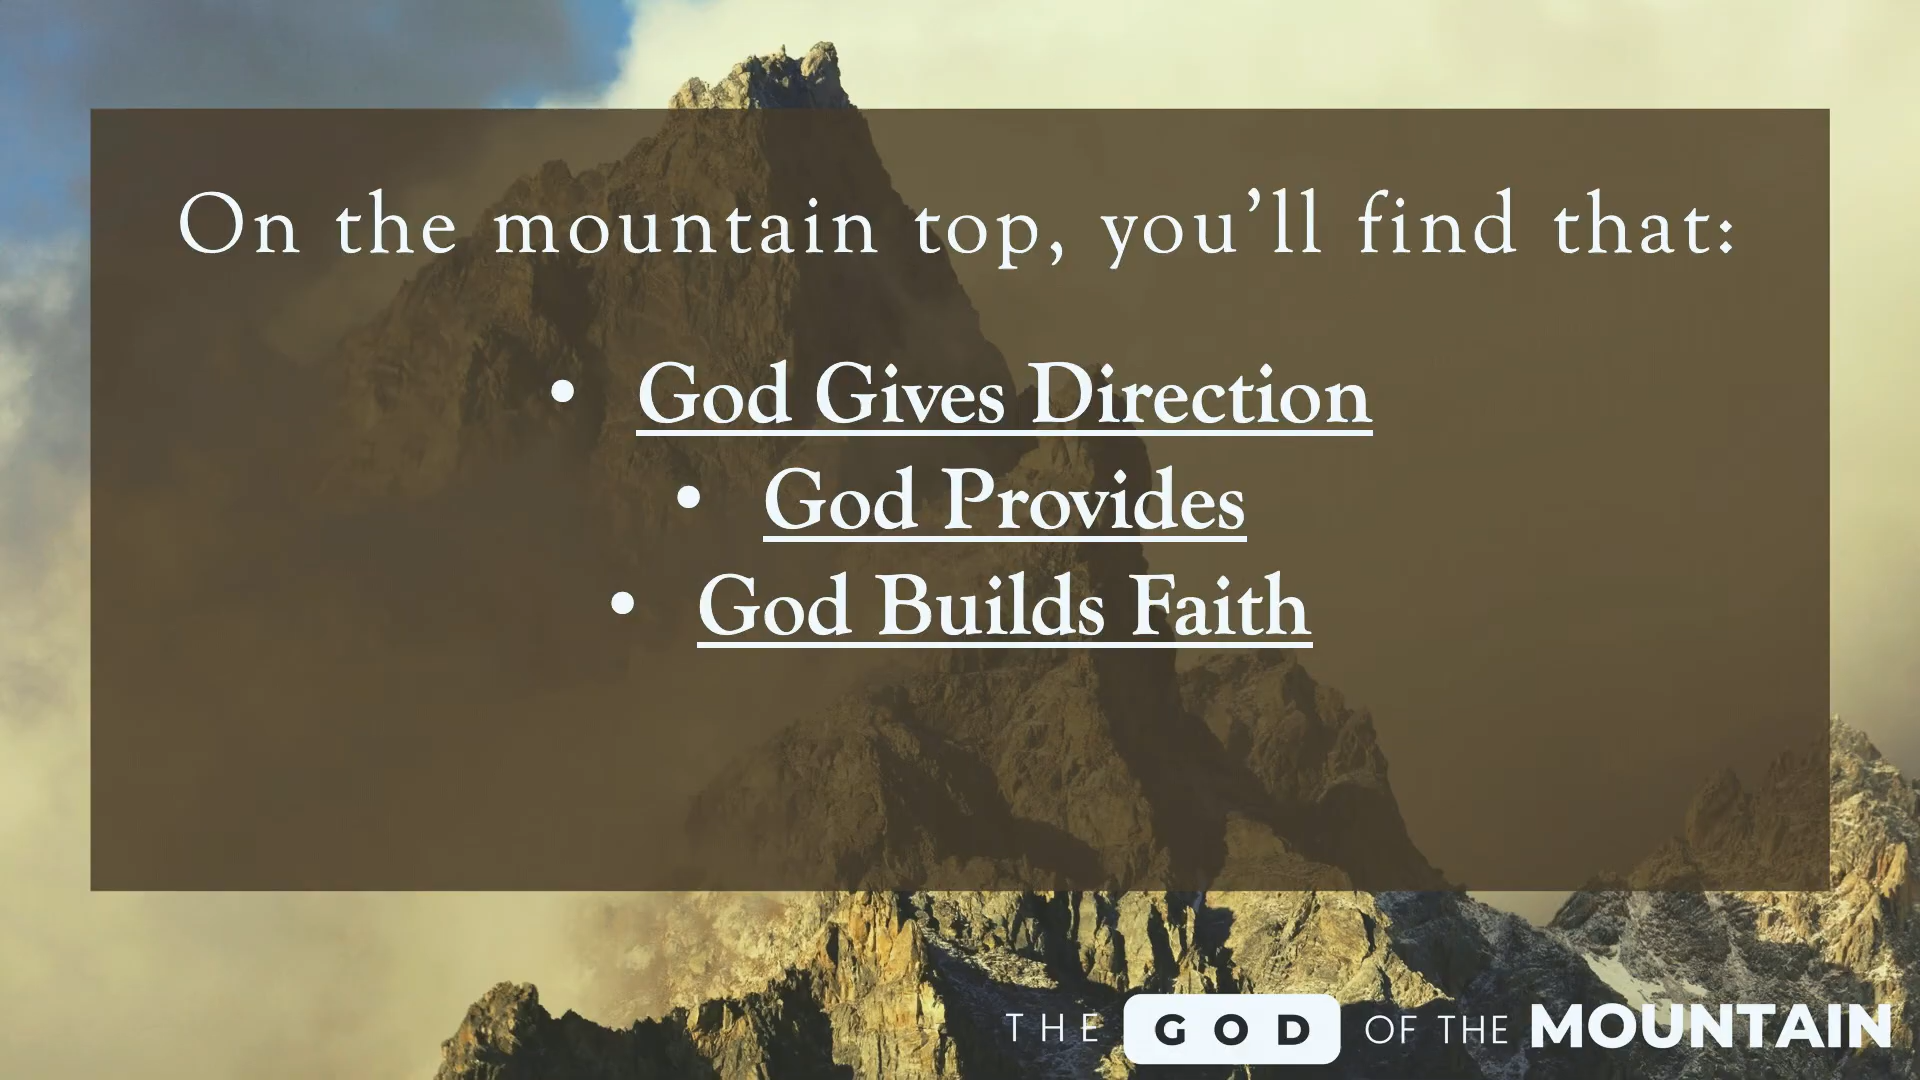 On the mountain top, you’ll find that:
• God Gives Direction
• God Provides
• God Builds Faith
THE GOD OF THE MOUNTAIN